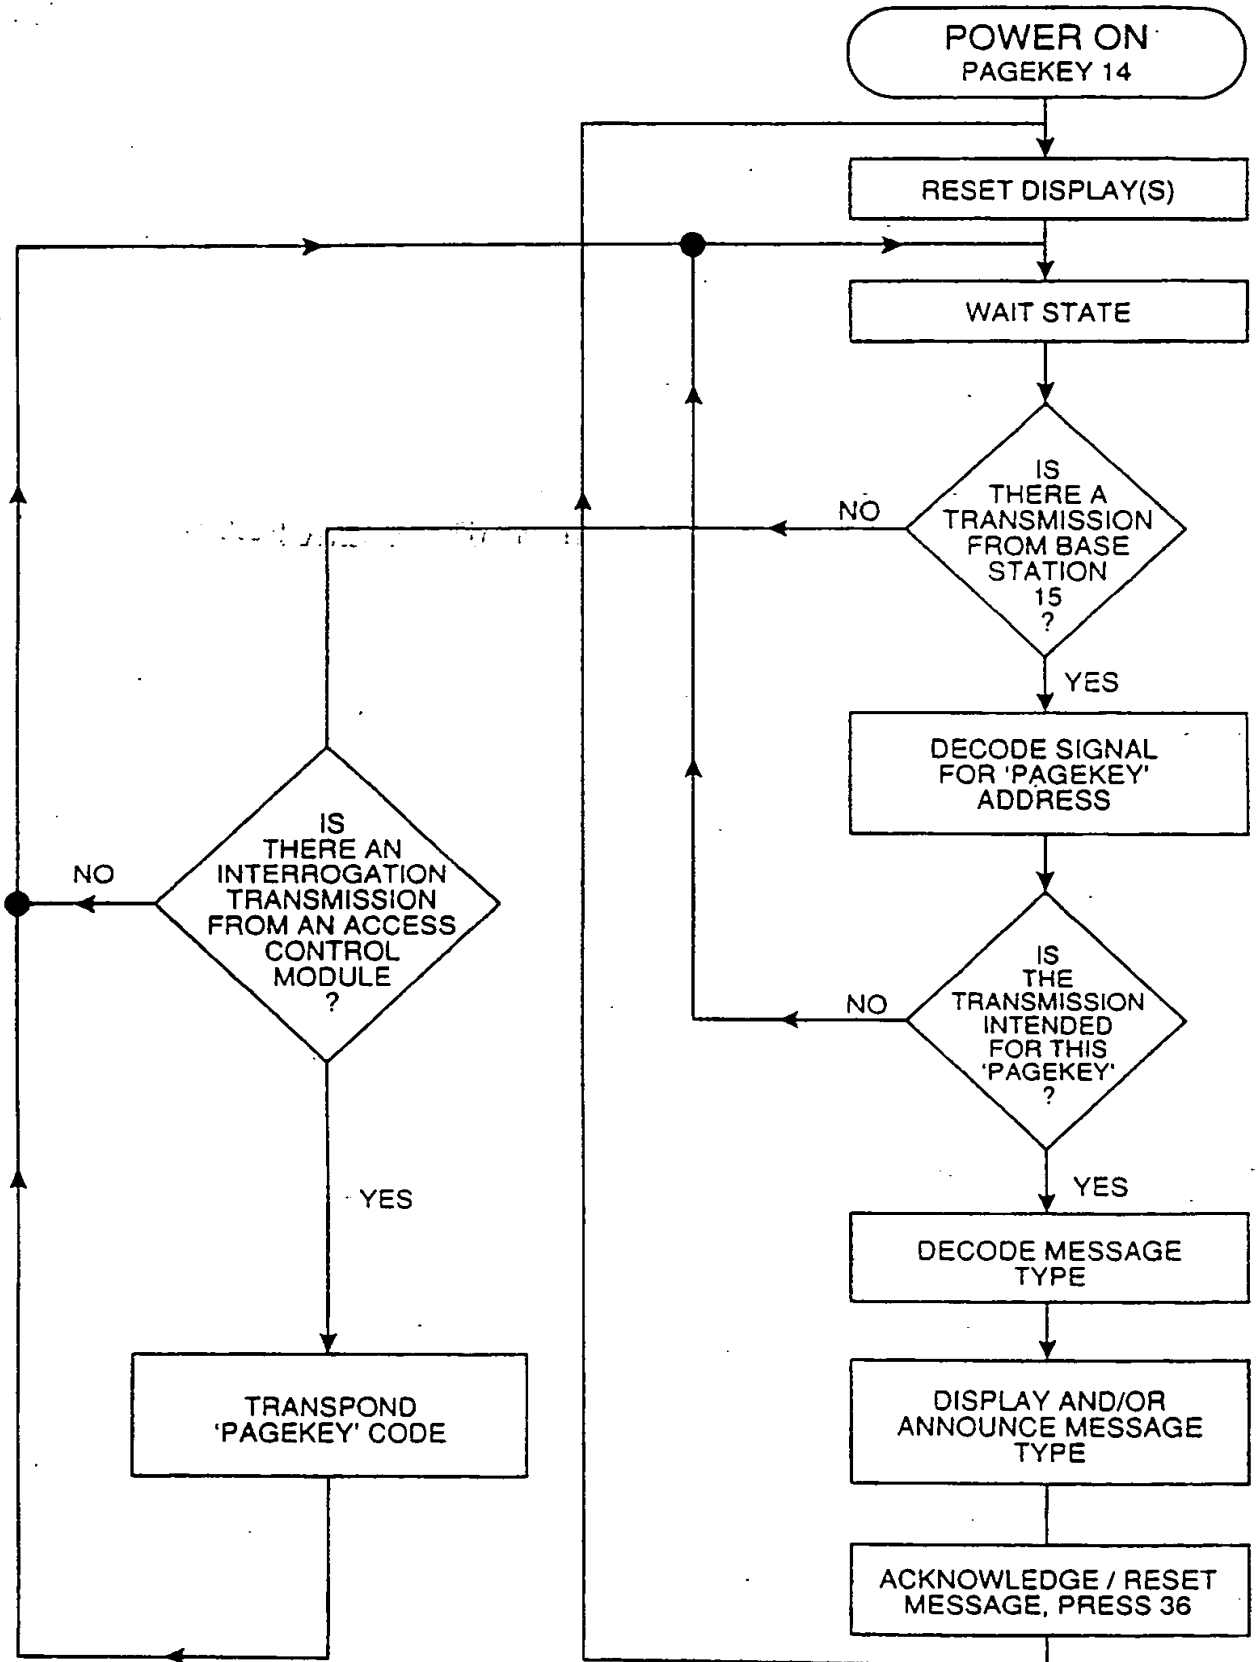 POWER ON
PAGEKEY 14
RESET DISPLAY(S)
WAIT STATE
IS
THERE A
TRANSMISSION
FROM BASE
STATION
15
?
NO
YES
DECODE SIGNAL
FOR 'PAGEKEY'
ADDRESS
IS
THERE AN
INTERROGATION
TRANSMISSION
FROM AN ACCESS
CONTROL
MODULE
?
NO
YES
IS
THE
TRANSMISSION
INTENDED
FOR THIS
'PAGEKEY'
?
NO
YES
DECODE MESSAGE
TYPE
TRANSPOND
'PAGEKEY' CODE
DISPLAY AND/OR
ANNOUNCE MESSAGE
TYPE
ACKNOWLEDGE / RESET
MESSAGE, PRESS 36